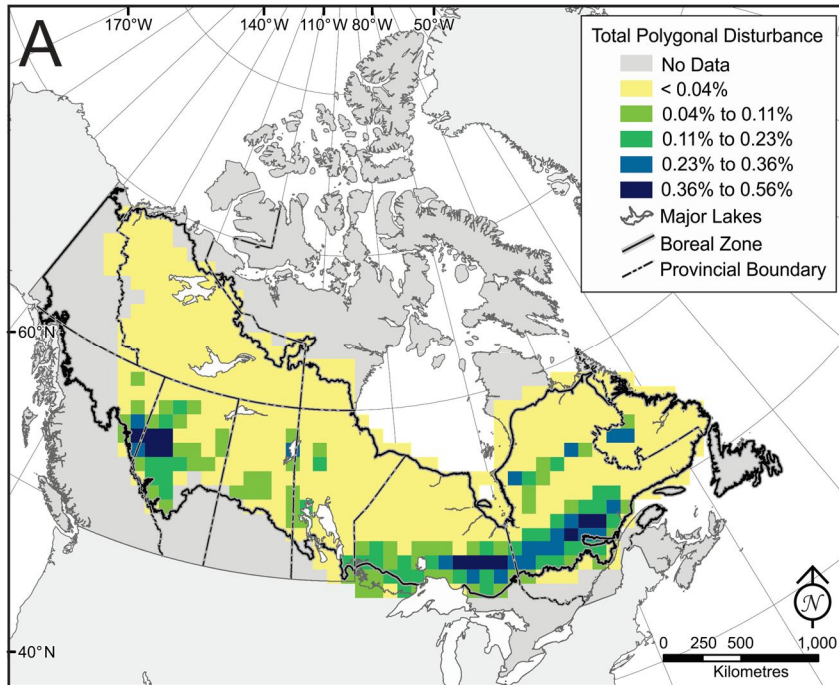 A
170°W
140°W
110°W
-80°W
50°W
Total Polygonal Disturbance
No Data
< 0.04%
0.04% to 0.11%
0.11% to 0.23%
0.23% to 0.36%
0.36% to 0.56%
Major Lakes
Boreal Zone
Provincial Boundary
60°N
40°N
N
0 250 500 1,000
Kilometres